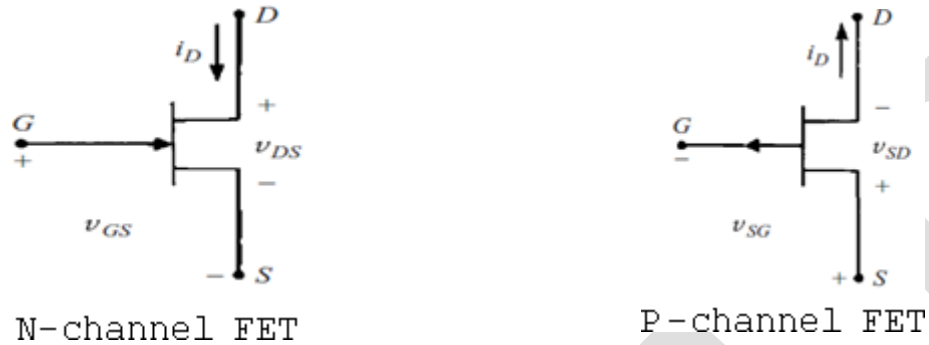 D
i_D
+
G
+
v_DS
−
v_GS
−
S
N-channel FET
D
i_D
−
G
−
v_SD
+
v_SG
+
S
P-channel FET